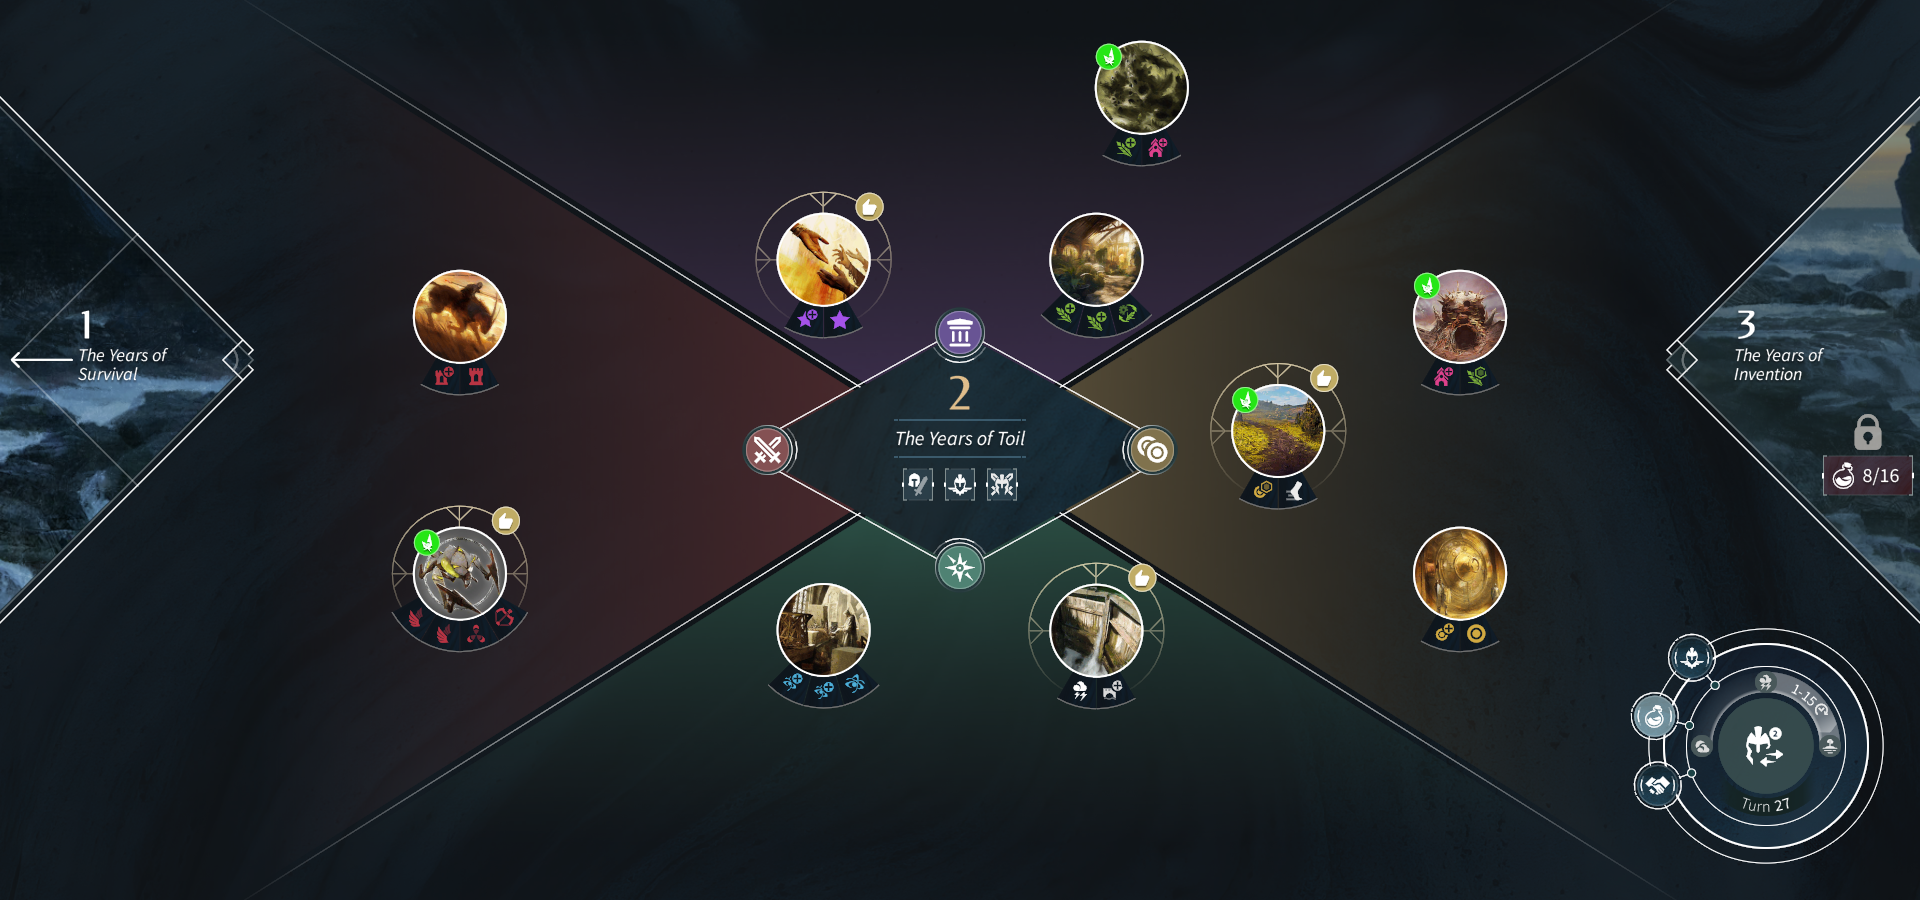 1
The Years of
Survival
2
The Years of Toil
3
The Years of
Invention
8/16
1-15
2
Turn 27